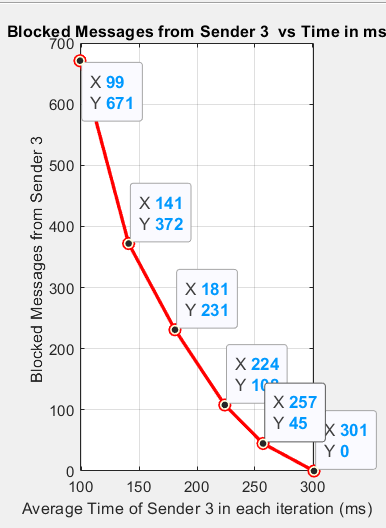 Blocked Messages from Sender 3 vs Time in ms
700
600
500
400
300
200
100
0
Blocked Messages from Sender 3
X 99
Y 671
X 141
Y 372
X 181
Y 231
X 224
X 257
Y 45
X 301
Y 0
100
150
200
250
300
Average Time of Sender 3 in each iteration (ms)